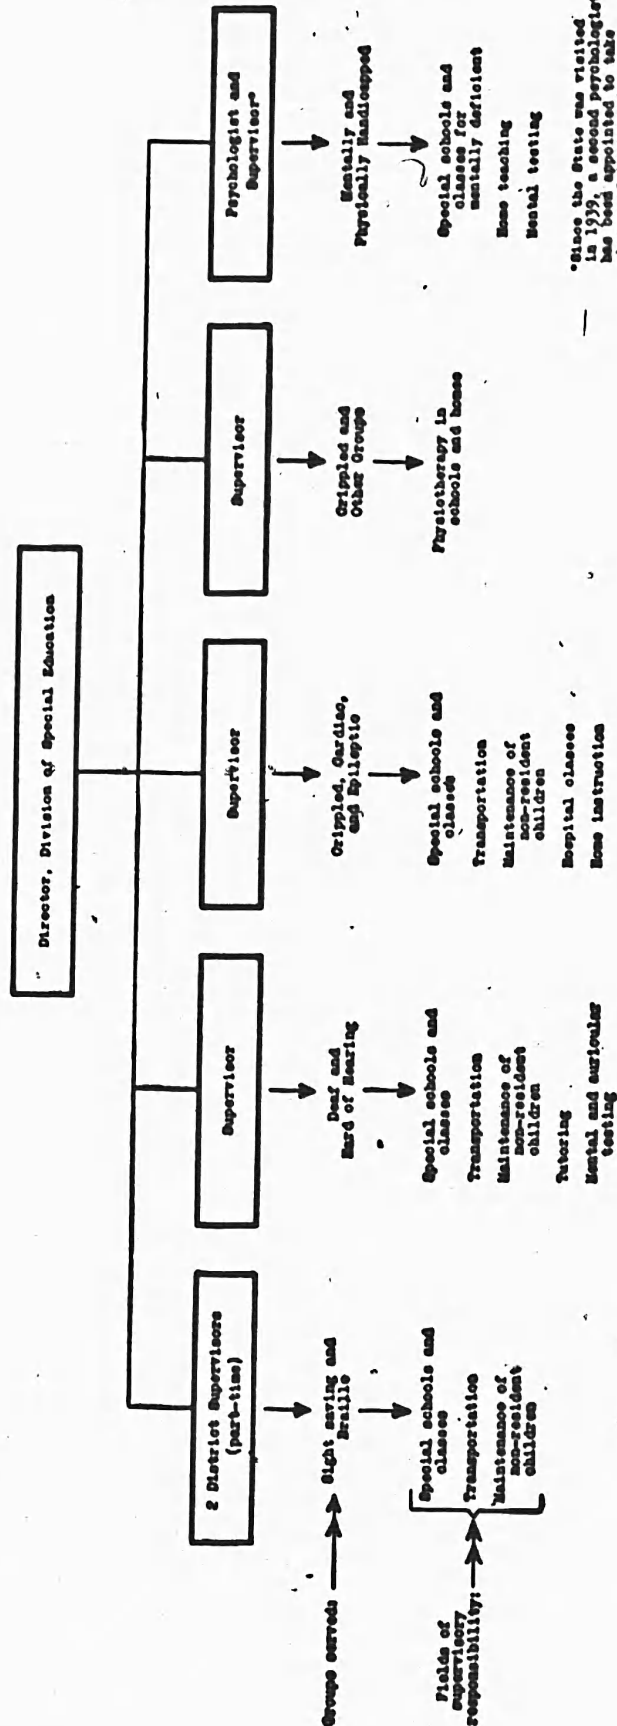 Director, Division of Special Education
2 District Supervisors
(part-time)
Supervisor
Supervisor
Supervisor
Psychologist and
Supervisor*
Groups served:
Sight saving and
Braille
Deaf and
Hard of Hearing
Crippled, Cardiac,
and Epileptic
Crippled and
Other Groups
Mentally and
Physically Handicapped
Fields of
supervisory
responsibility:
Special schools and
classes
Transportation
Maintenance of
non-resident
children
Special schools and
classes
Transportation
Maintenance of
non-resident
children
Tutoring
Mental and auricular
testing
Special schools and
classes
Transportation
Maintenance of
non-resident
children
Hospital classes
Home instruction
Physiotherapy in
schools and homes
Special schools and
classes for
mentally deficient
Home teaching
Mental testing
*Since the State was visited
in 1939, a second psychologist
has been appointed to take